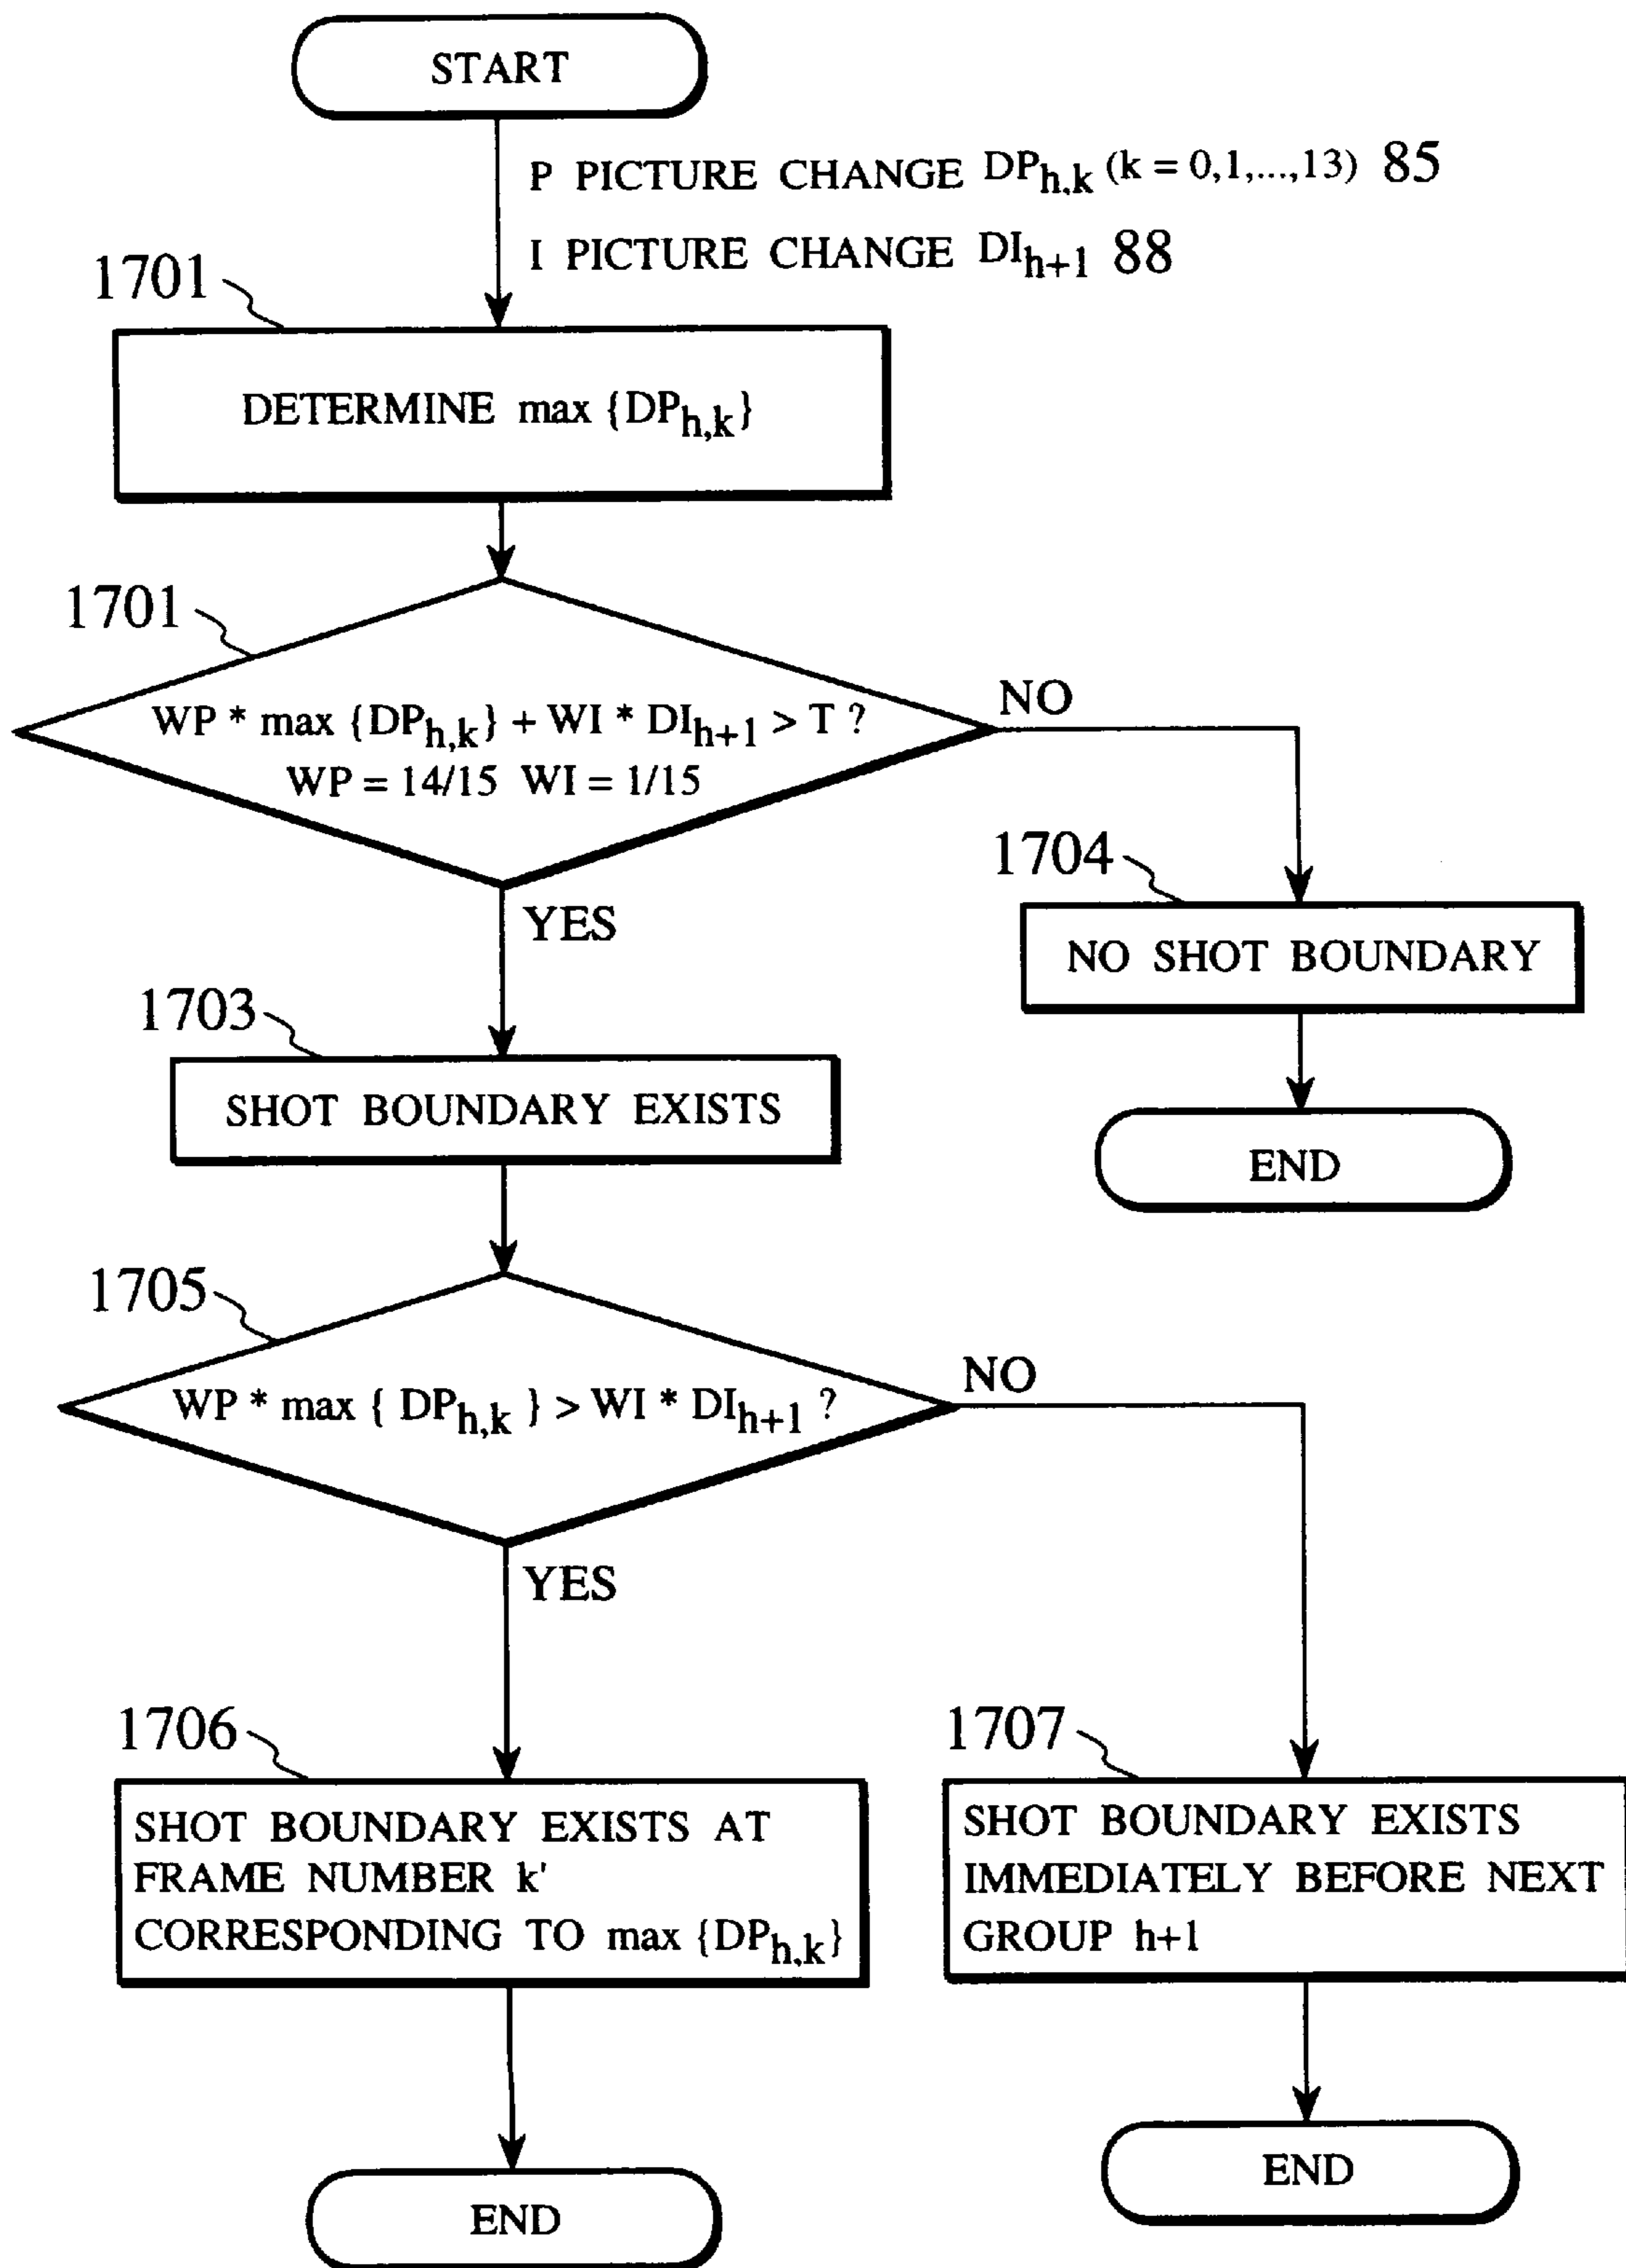 START
P PICTURE CHANGE DPh,k (k = 0,1,...,13) 85
I PICTURE CHANGE DIh+1 88
1701
DETERMINE max {DPh,k}
1701
WP * max {DPh,k} + WI * DIh+1 > T ?
WP = 14/15 WI = 1/15
NO
YES
1704
NO SHOT BOUNDARY
END
1703
SHOT BOUNDARY EXISTS
1705
WP * max { DPh,k } > WI * DIh+1 ?
NO
YES
1706
SHOT BOUNDARY EXISTS AT
FRAME NUMBER k'
CORRESPONDING TO max {DPh,k}
END
1707
SHOT BOUNDARY EXISTS
IMMEDIATELY BEFORE NEXT
GROUP h+1
END